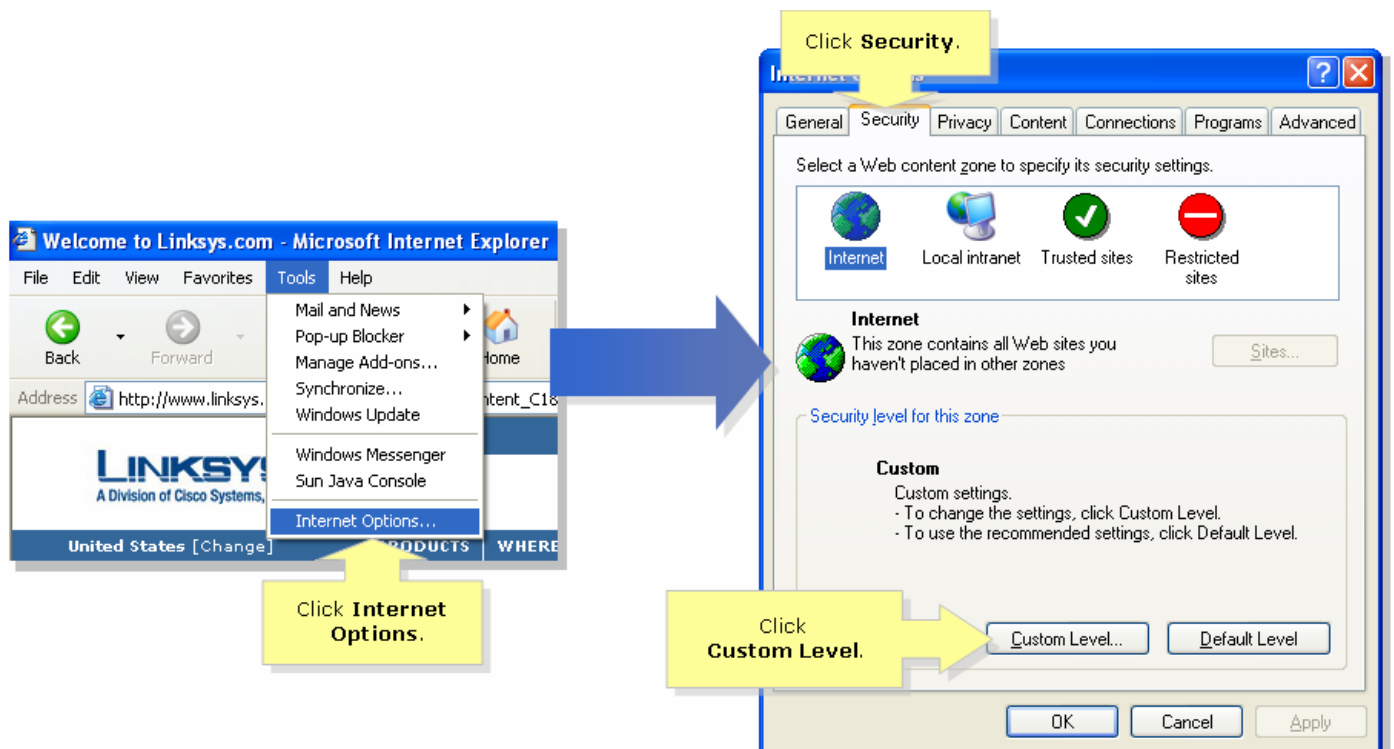 Welcome to Linksys.com - Microsoft Internet Explorer
File Edit View Favorites Tools Help
Back
Forward
Home
Mail and News
Pop-up Blocker
Manage Add-ons...
Synchronize...
Windows Update
Windows Messenger
Sun Java Console
Internet Options...
Address http://www.linksys.
ntent_C18
LINKSYS
A Division of Cisco Systems,
United States [Change]
PRODUCTS
WHERE
Click Internet
Options.
Click Security.
Internet
General Security Privacy Content Connections Programs Advanced
Select a Web content zone to specify its security settings.
Internet
Local intranet
Trusted sites
Restricted
sites
Internet
This zone contains all Web sites you
haven't placed in other zones
Sites...
Security level for this zone
Custom
Custom settings.
- To change the settings, click Custom Level.
- To use the recommended settings, click Default Level.
Click
Custom Level.
Custom Level...
Default Level
OK
Cancel
Apply